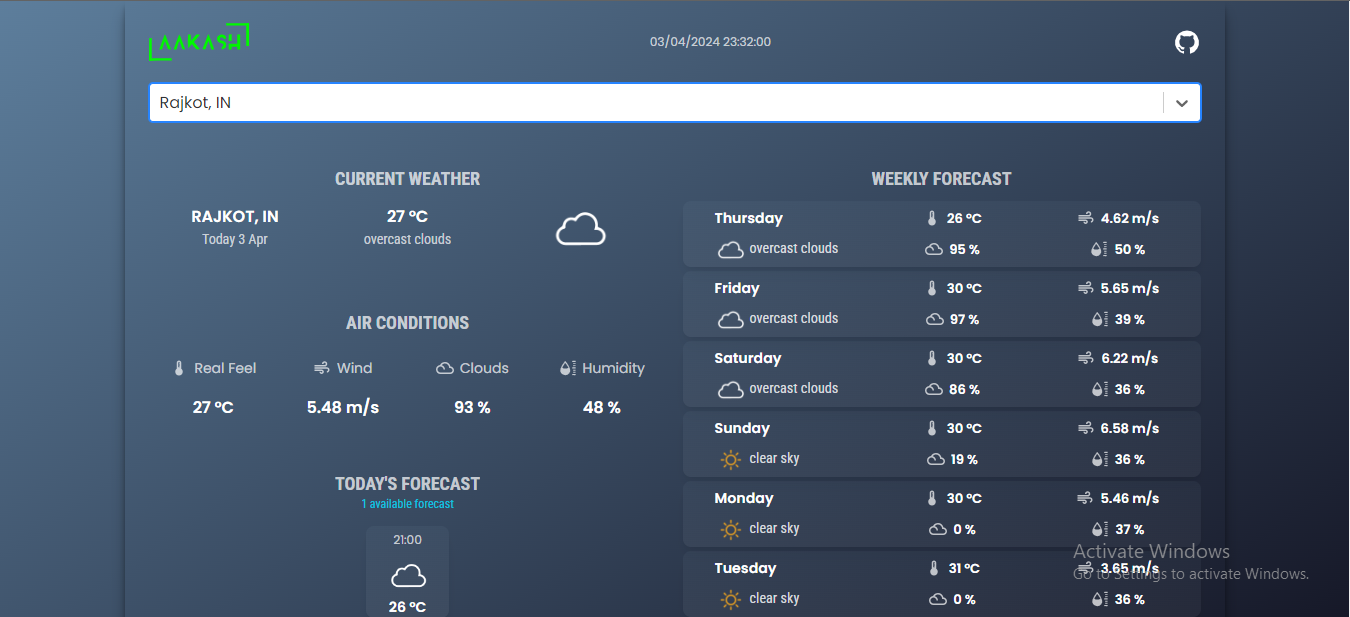 AAKASH
03/04/2024 23:32:00
Rajkot, IN
CURRENT WEATHER
RAJKOT, IN
Today 3 Apr
27 °C
overcast clouds
AIR CONDITIONS
Real Feel
Wind
Clouds
Humidity
27 °C
5.48 m/s
93 %
48 %
TODAY'S FORECAST
1 available forecast
21:00
26 °C
WEEKLY FORECAST
Thursday
26 °C
4.62 m/s
overcast clouds
95 %
50 %
Friday
30 °C
5.65 m/s
overcast clouds
97 %
39 %
Saturday
30 °C
6.22 m/s
overcast clouds
86 %
36 %
Sunday
30 °C
6.58 m/s
clear sky
19 %
36 %
Monday
30 °C
5.46 m/s
clear sky
0 %
37 %
Tuesday
31 °C
3.65 m/s
clear sky
0 %
36 %
Activate Windows
Go to Settings to activate Windows.